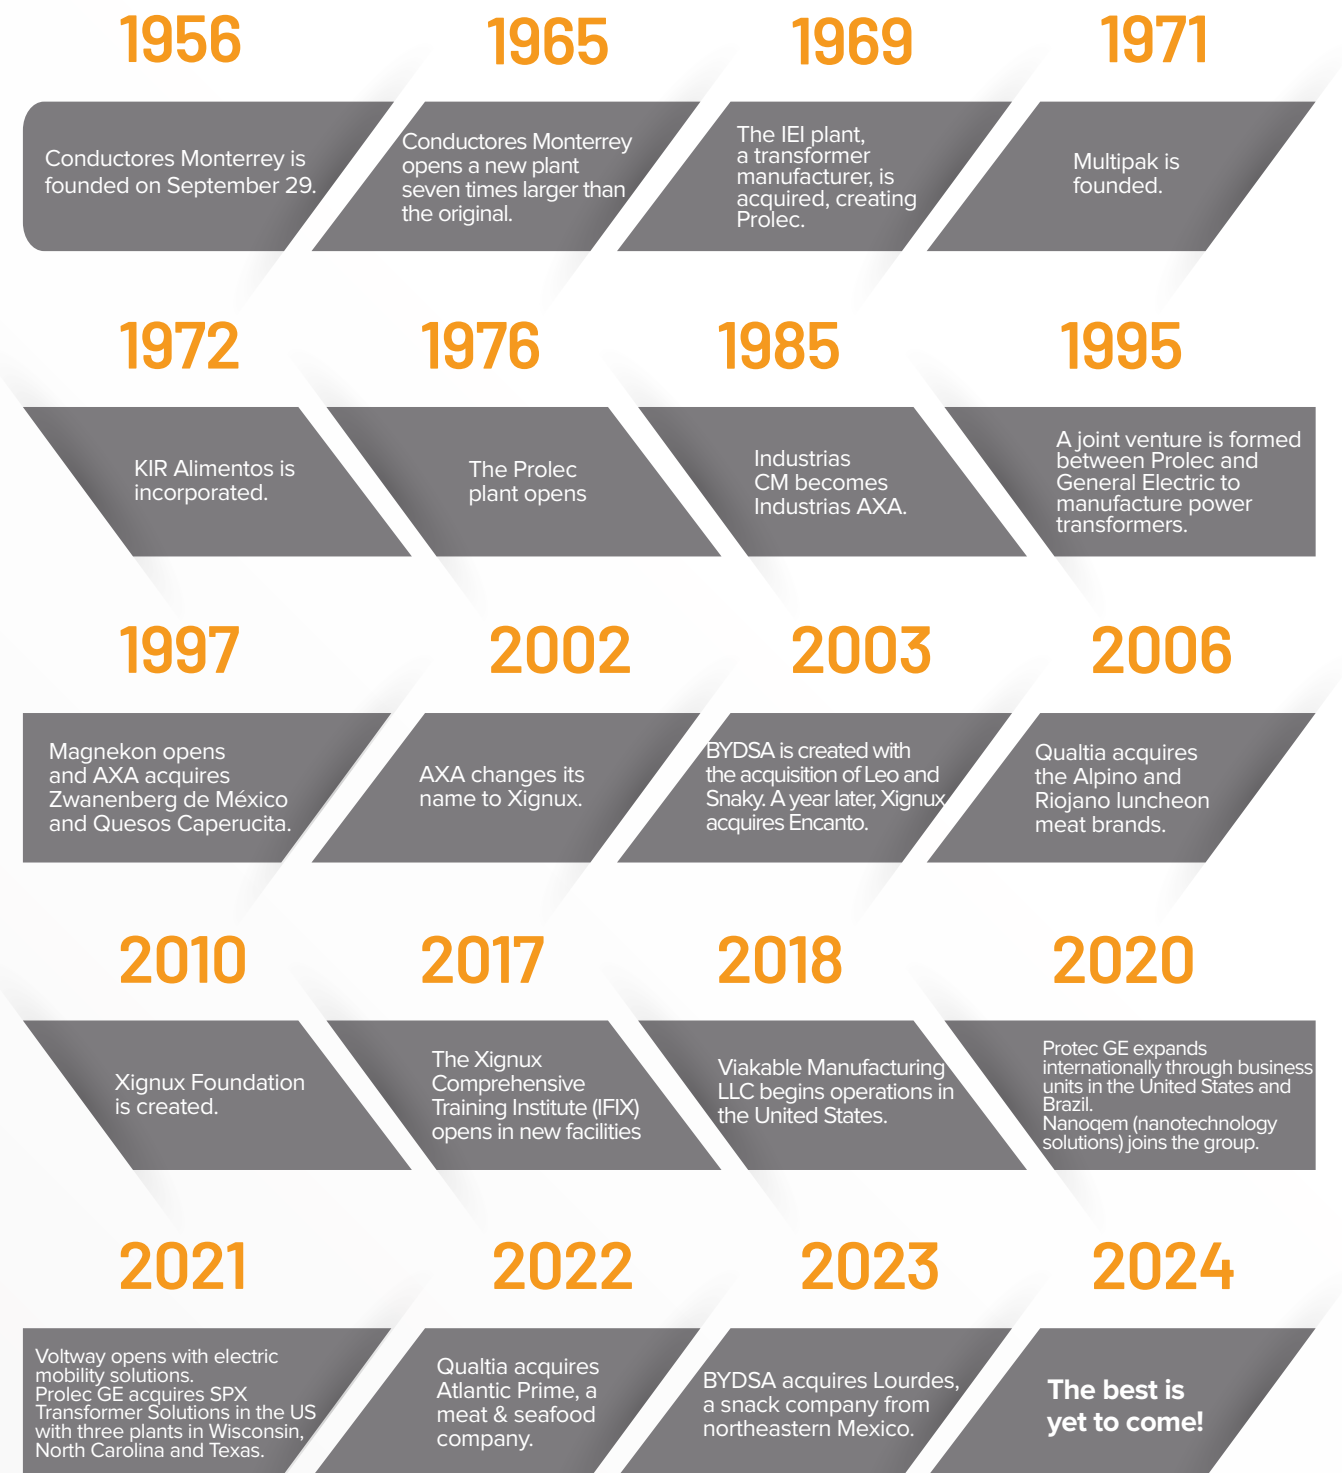 1956
Conductores Monterrey is
founded on September 29.
1965
Conductores Monterrey
opens a new plant
seven times larger than
the original.
1969
The IEI plant,
a transformer
manufacturer, is
acquired, creating
Prolec.
1971
Multipak is
founded.
1972
KIR Alimentos is
incorporated.
1976
The Prolec
plant opens
1985
Industrias
CM becomes
Industrias AXA.
1995
A joint venture is formed
between Prolec and
General Electric to
manufacture power
transformers.
1997
Magnekon opens
and AXA acquires
Zwanenberg de México
and Quesos Caperucita.
2002
AXA changes its
name to Xignux.
2003
BYDSA is created with
the acquisition of Leo and
Snaky. A year later, Xignux
acquires Encanto.
2006
Qualtia acquires
the Alpino and
Riojano luncheon
meat brands.
2010
Xignux Foundation
is created.
2017
The Xignux
Comprehensive
Training Institute (IFIX)
opens in new facilities
2018
Viakable Manufacturing
LLC begins operations in
the United States.
2020
Protec GE expands
internationally through business
units in the United States and
Brazil.
Nanoqem (nanotechnology
solutions) joins the group.
2021
Voltway opens with electric
mobility solutions.
Prolec GE acquires SPX
Transformer Solutions in the US
with three plants in Wisconsin,
North Carolina and Texas.
2022
Qualtia acquires
Atlantic Prime, a
meat & seafood
company.
2023
BYDSA acquires Lourdes,
a snack company from
northeastern Mexico.
2024
The best is
yet to come!